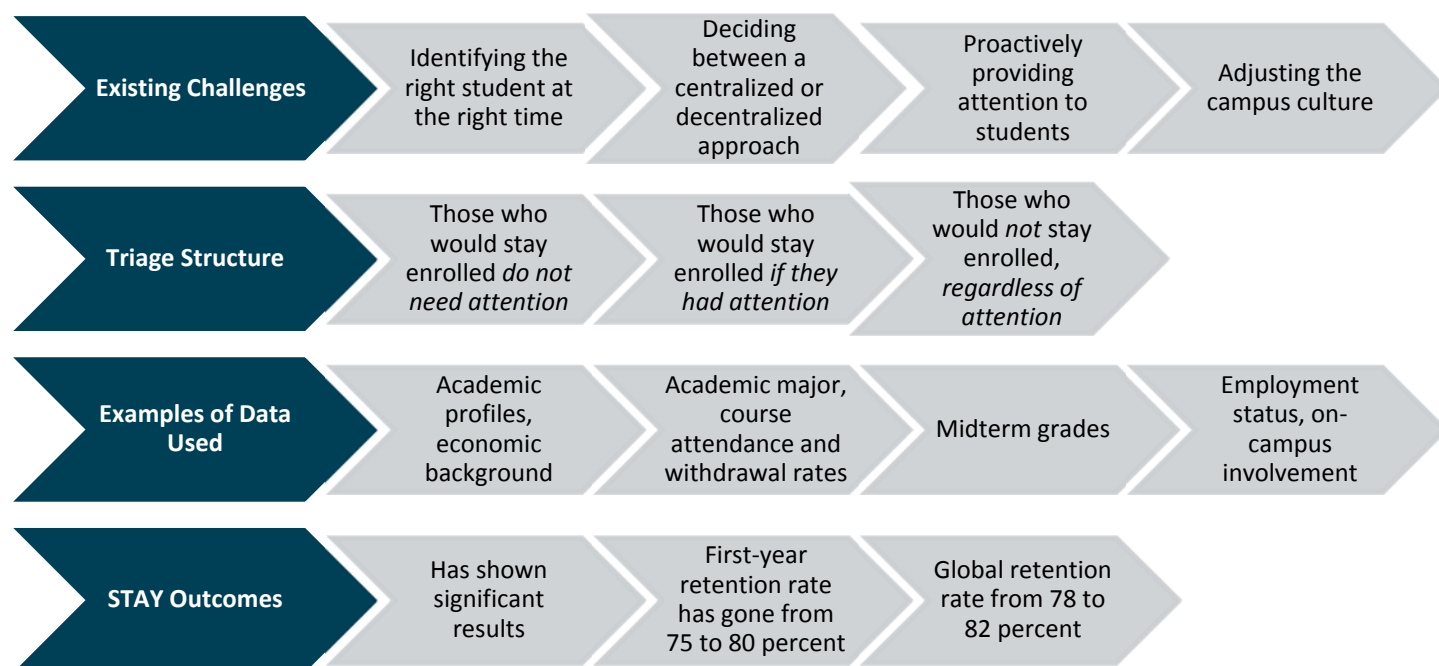 Existing Challenges
Identifying the
right student at
the right time
Deciding
between a
centralized or
decentralized
approach
Proactively
providing
attention to
students
Adjusting the
campus culture
Triage Structure
Those who
would stay
enrolled do not
need attention
Those who
would stay
enrolled if they
had attention
Those who
would not stay
enrolled,
regardless of
attention
Examples of Data
Used
Academic
profiles,
economic
background
Academic major,
course
attendance and
withdrawal rates
Midterm grades
Employment
status, on-
campus
involvement
STAY Outcomes
Has shown
significant
results
First-year
retention rate
has gone from
75 to 80 percent
Global retention
rate from 78 to
82 percent